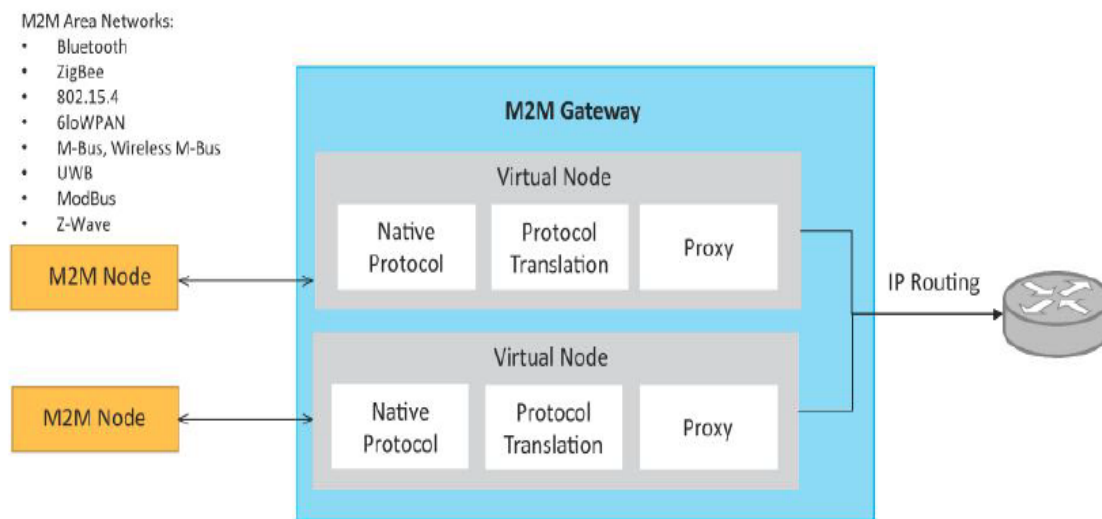 M2M Area Networks:
• Bluetooth
• ZigBee
• 802.15.4
• 6loWPAN
• M-Bus, Wireless M-Bus
• UWB
• ModBus
• Z-Wave
M2M Gateway
Virtual Node
Native
Protocol
Protocol
Translation
Proxy
M2M Node
IP Routing
Virtual Node
Native
Protocol
Protocol
Translation
Proxy
M2M Node